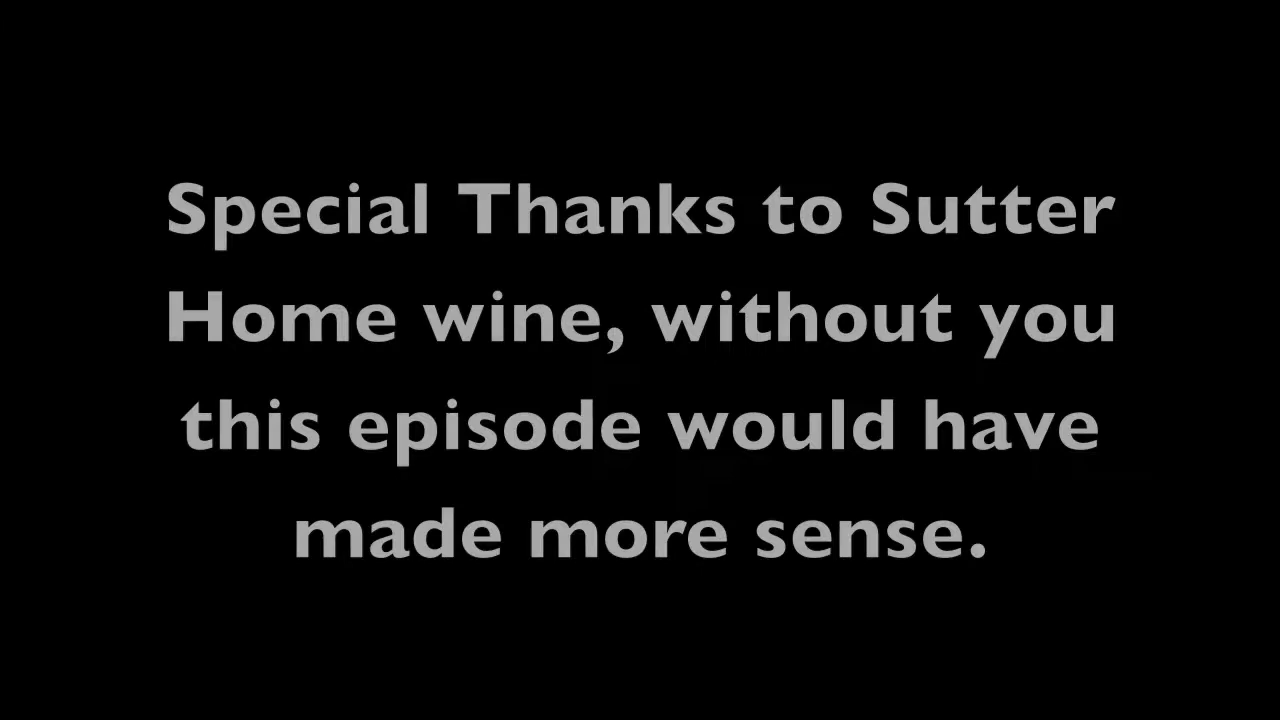 Special Thanks to Sutter
Home wine, without you
this episode would have
made more sense.